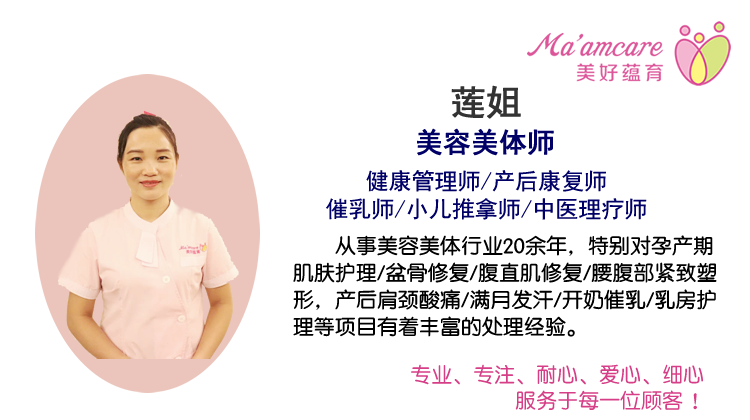 Ma'amcare
美好蕴育
莲姐
美容美体师
健康管理师/产后康复师
催乳师/小儿推拿师/中医理疗师
从事美容美体行业20余年，特别对孕产期
肌肤护理/盆骨修复/腹直肌修复/腰腹部紧致塑
形，产后肩颈酸痛/满月发汗/开奶催乳/乳房护
理等项目有着丰富的处理经验。
Ma'amcare
美好蕴育
专业、专注、耐心、爱心、细心
服务于每一位顾客！